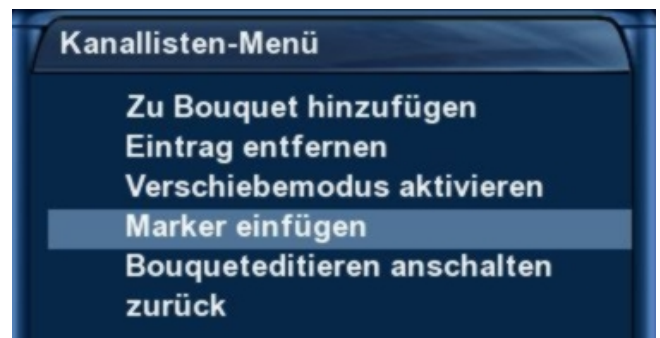 Kanallisten-Menü
Zu Bouquet hinzufügen
Eintrag entfernen
Verschiebemodus aktivieren
Marker einfügen
Bouqueteditieren anschalten
zurück